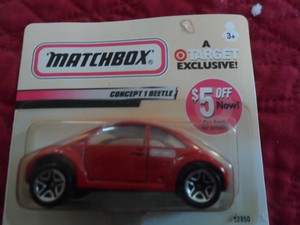 MATCHBOX
A
TARGET
EXCLUSIVE!
3+
CONCEPT 1 BEETLE
$5 OFF
Now!